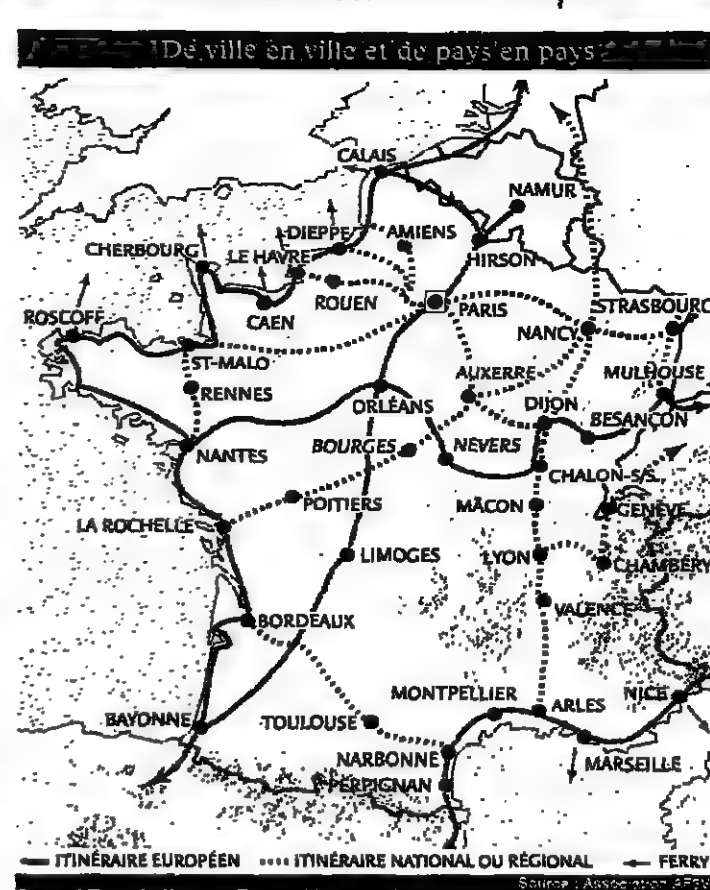 De ville en ville et de pays en pays
CALAIS
NAMUR
DIEPPE
AMIENS
CHERBOURG
LE HAVRE
HIRSON
ROUEN
PARIS
STRASBOURG
ROSCOFF
CAEN
NANCY
ST-MALO
AUXERRE
MULHOUSE
RENNES
ORLÉANS
DIJON
BESANÇON
BOURGES
NEVERS
NANTES
CHALON-S/S.
POITIERS
MÂCON
GENÈVE
LA ROCHELLE
LIMOGES
LYON
CHAMBÉRY
VALENCE
BORDEAUX
MONTPELLIER
ARLES
NICE
BAYONNE
TOULOUSE
NARBONNE
MARSEILLE
PERPIGNAN
ITINÉRAIRE EUROPÉEN ITINÉRAIRE NATIONAL OU RÉGIONAL FERRY
Source : Association